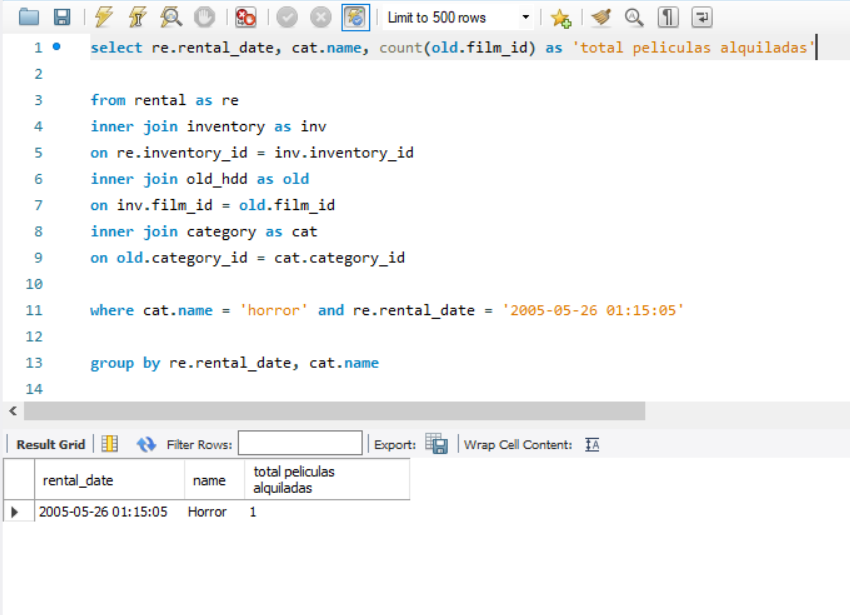 Limit to 500 rows
1 select re.rental_date, cat.name, count(old.film_id) as 'total peliculas alquiladas'
2
3 from rental as re
4 inner join inventory as inv
5 on re.inventory_id = inv.inventory_id
6 inner join old_hdd as old
7 on inv.film_id = old.film_id
8 inner join category as cat
9 on old.category_id = cat.category_id
10
11 where cat.name = 'horror' and re.rental_date = '2005-05-26 01:15:05'
12
13 group by re.rental_date, cat.name
14
Result Grid Filter Rows: Export: Wrap Cell Content: IA
rental_date name total peliculas
alquiladas
2005-05-26 01:15:05 Horror 1